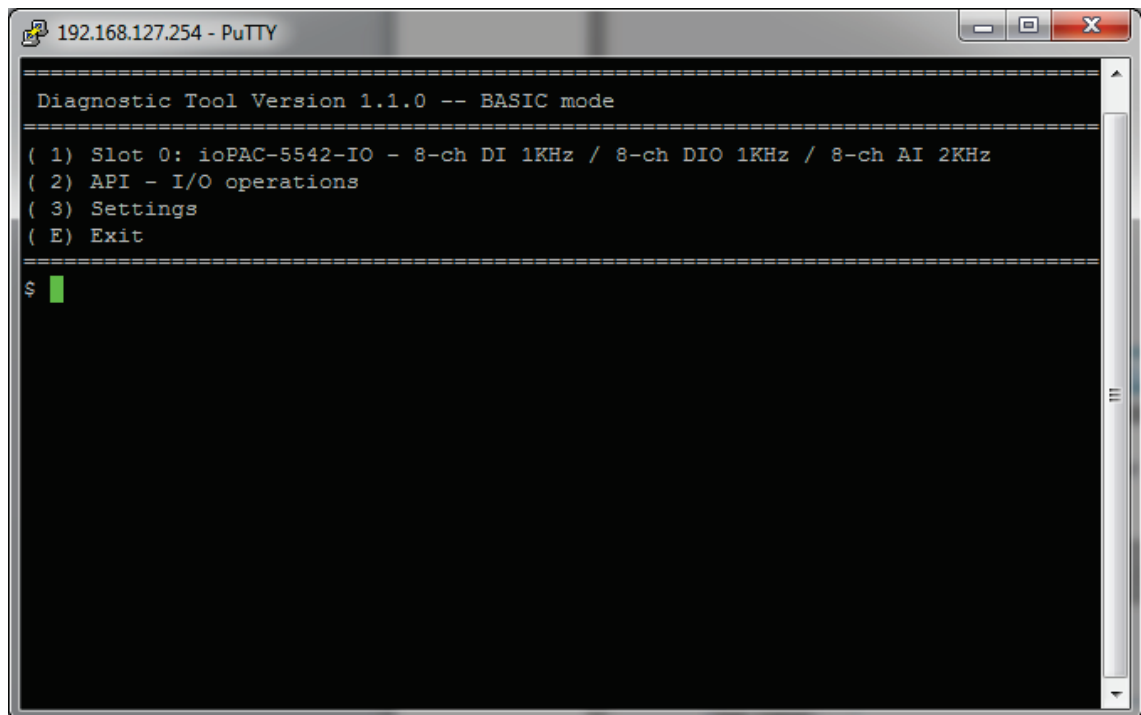 192.168.127.254 - PuTTY
================================================================================
Diagnostic Tool Version 1.1.0 -- BASIC mode
================================================================================
( 1) Slot 0: ioPAC-5542-IO - 8-ch DI 1KHz / 8-ch DIO 1KHz / 8-ch AI 2KHz
( 2) API - I/O operations
( 3) Settings
( E) Exit
================================================================================
$